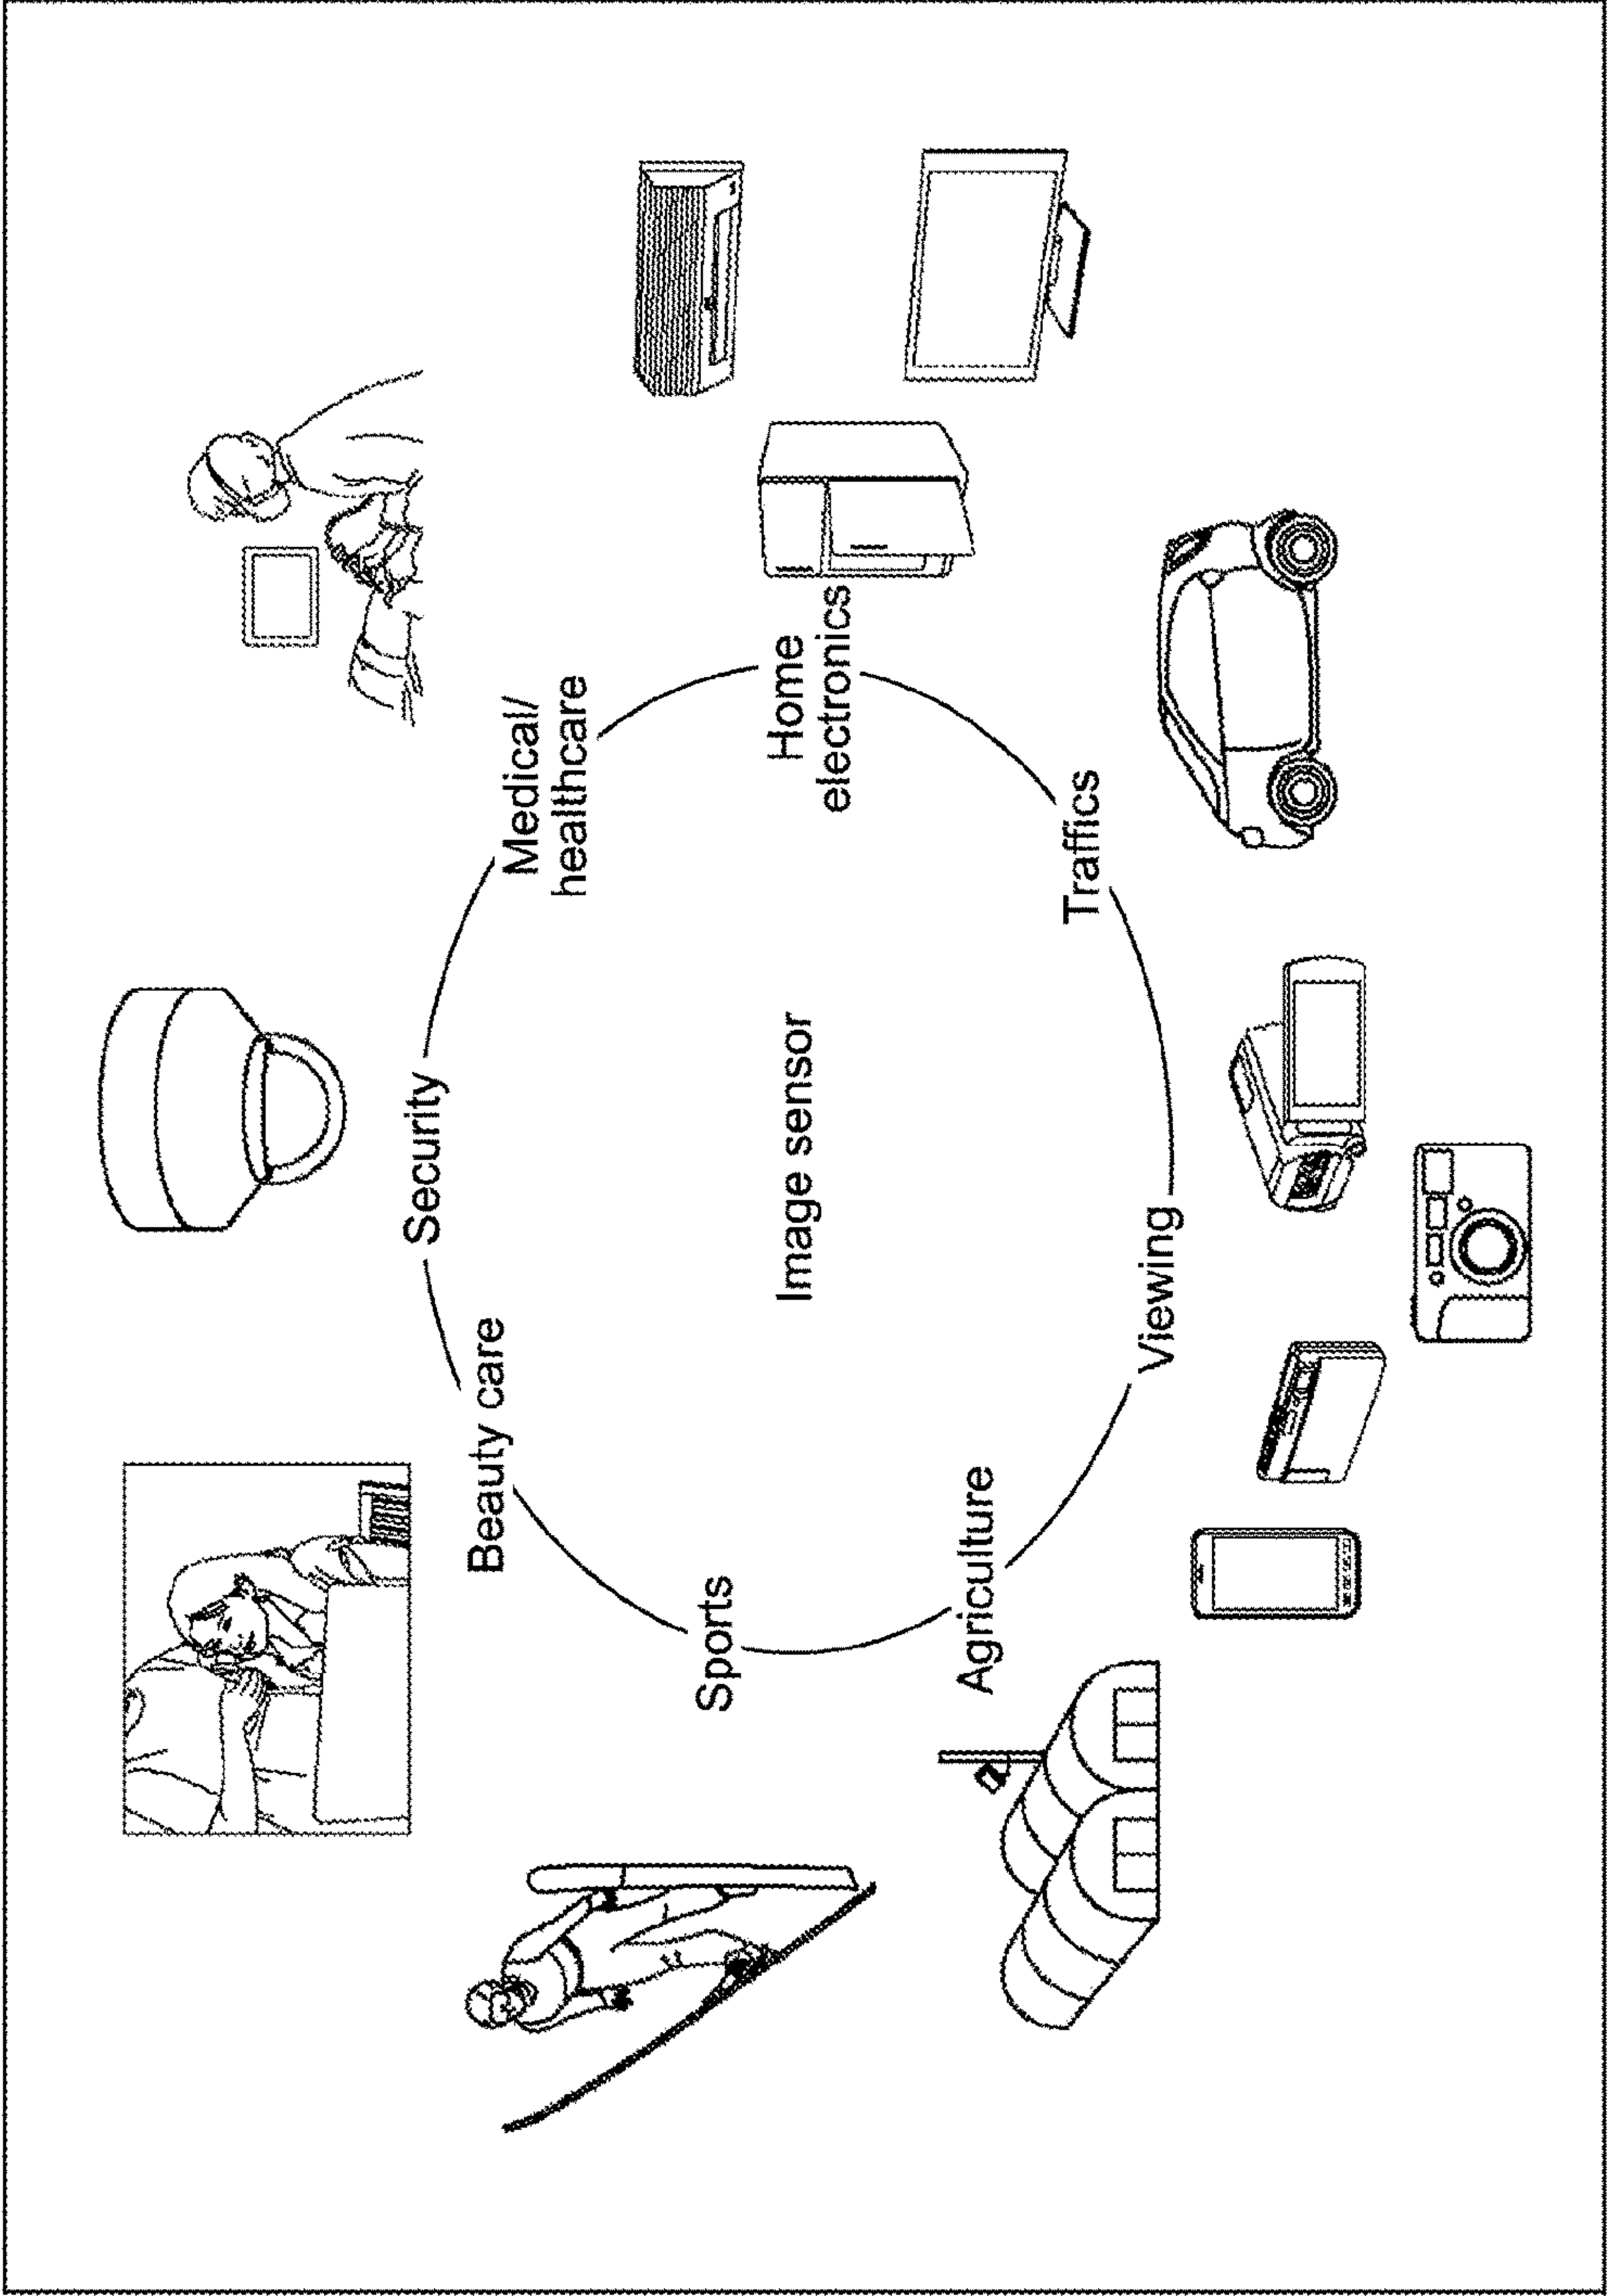 Security
Beauty care
Medical/
healthcare
Sports
Image sensor
Home
electronics
Agriculture
Traffics
Viewing